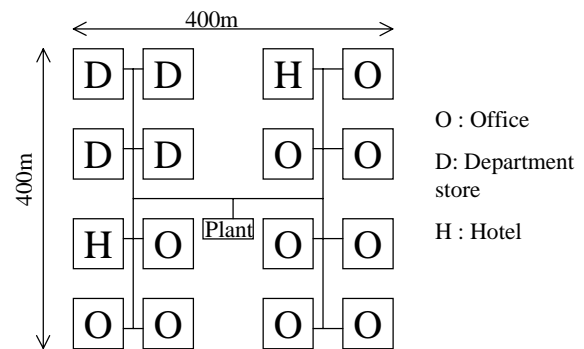 400m
400m
D D H O
D D O O
Plant
H O O O
O O O O
O : Office
D: Department
store
H : Hotel